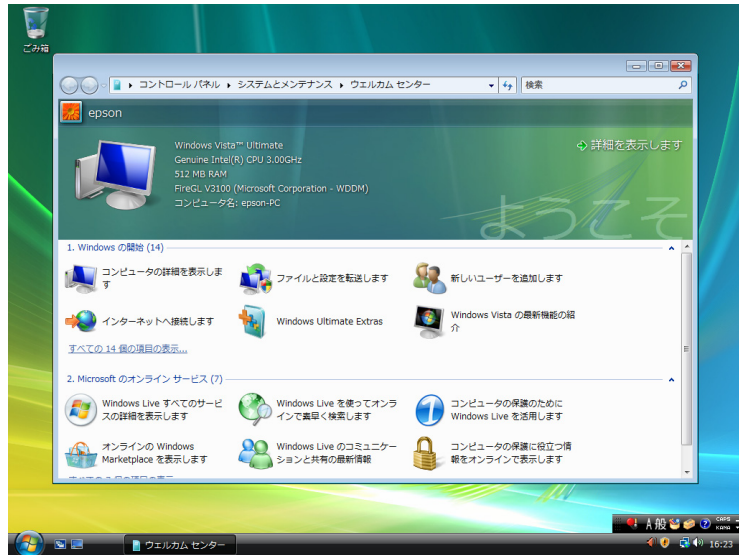 ごみ箱
コントロール パネル ▸ システムとメンテナンス ▸ ウエルカム センター
検索
epson
Windows Vista™ Ultimate
Genuine Intel(R) CPU 3.00GHz
512 MB RAM
FireGL V3100 (Microsoft Corporation - WDDM)
コンピュータ名: epson-PC
詳細を表示します
ようこそ
1. Windows の開始 (14)
コンピュータの詳細を表示しま
す
ファイルと設定を転送します
新しいユーザーを追加します
インターネットへ接続します
Windows Ultimate Extras
Windows Vista の最新機能の紹
介
すべての 14 個の項目の表示...
2. Microsoft のオンライン サービス (7)
Windows Live すべてのサービ
スの詳細を表示します
Windows Live を使ってオンラ
インで素早く検索します
コンピュータの保護のために
Windows Live を活用します
オンラインの Windows
Marketplace を表示します
Windows Live のコミュニケー
ションと共有の最新情報
コンピュータの保護に役立つ情
報をオンラインで表示します
A 般
CAPS
KANA
ウエルカム センター
16:23